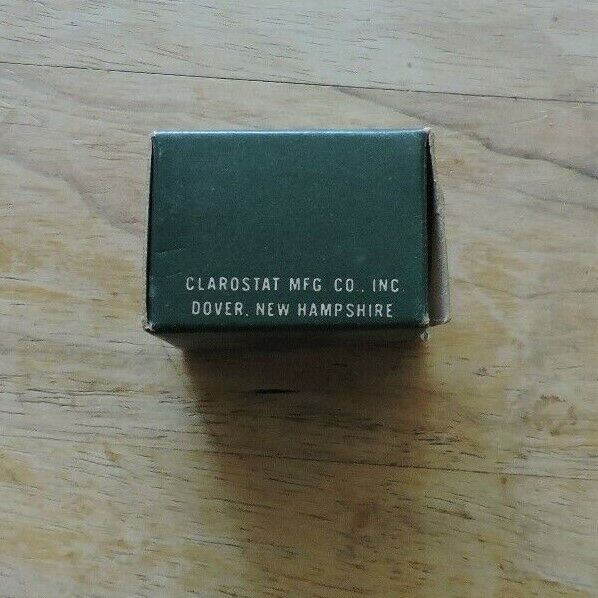 CLAROSTAT MFG. CO., INC
DOVER, NEW HAMPSHIRE